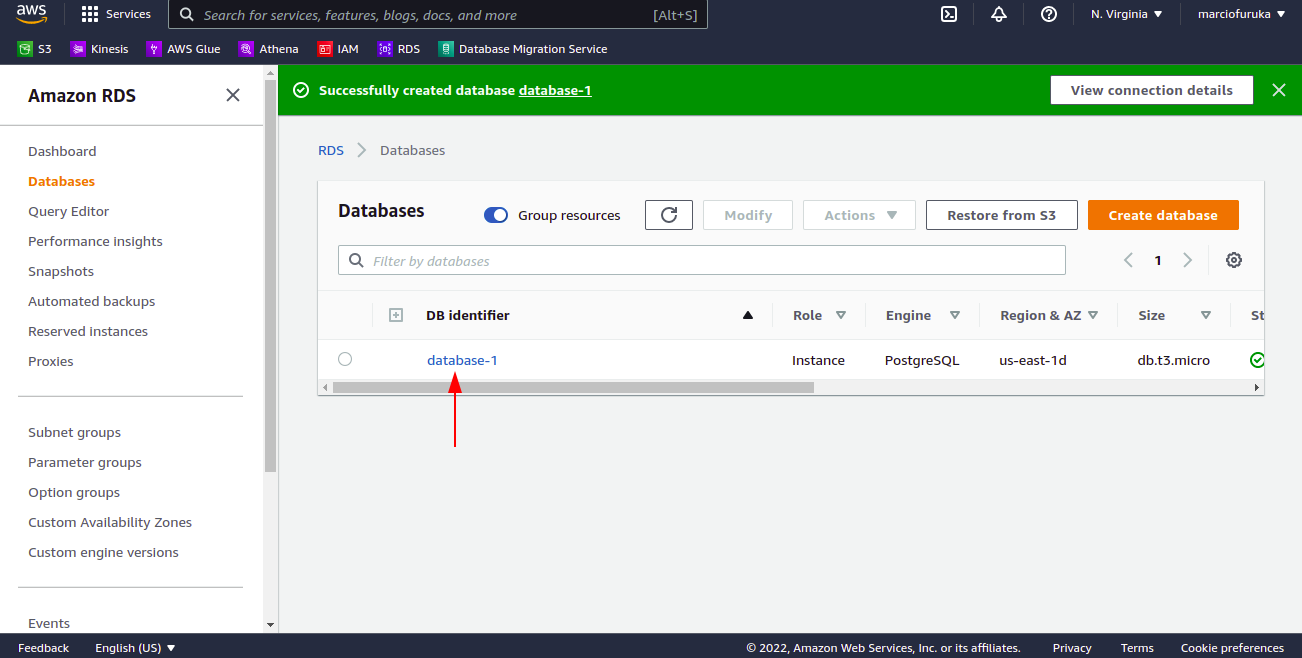 aws Services Search for services, features, blogs, docs, and more [Alt+S] N. Virginia marciofuruka
S3 Kinesis AWS Glue Athena IAM RDS Database Migration Service
Amazon RDS
Dashboard
Databases
Query Editor
Performance insights
Snapshots
Automated backups
Reserved instances
Proxies
Subnet groups
Parameter groups
Option groups
Custom Availability Zones
Custom engine versions
Events
Successfully created database database-1 View connection details
RDS Databases
Databases Group resources Modify Actions Restore from S3 Create database
Filter by databases 1
DB identifier Role Engine Region & AZ Size St
database-1 Instance PostgreSQL us-east-1d db.t3.micro
Feedback English (US) © 2022, Amazon Web Services, Inc. or its affiliates. Privacy Terms Cookie preferences